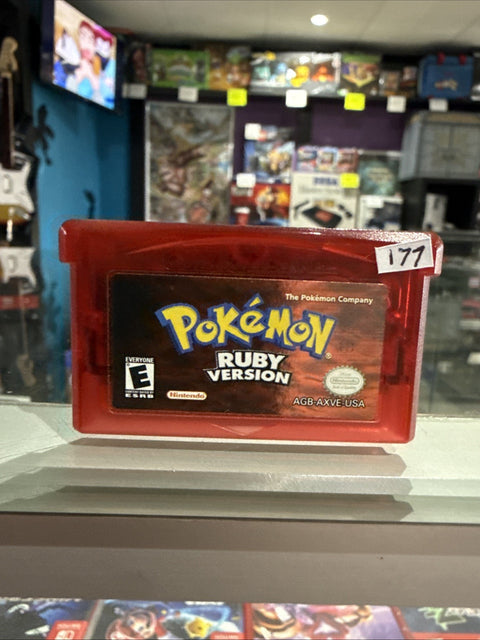 SEGA
177
The Pokémon Company
POKéMON
RUBY
VERSION
EVERYONE
E
ESRB
Nintendo
AGB-AXVE-USA